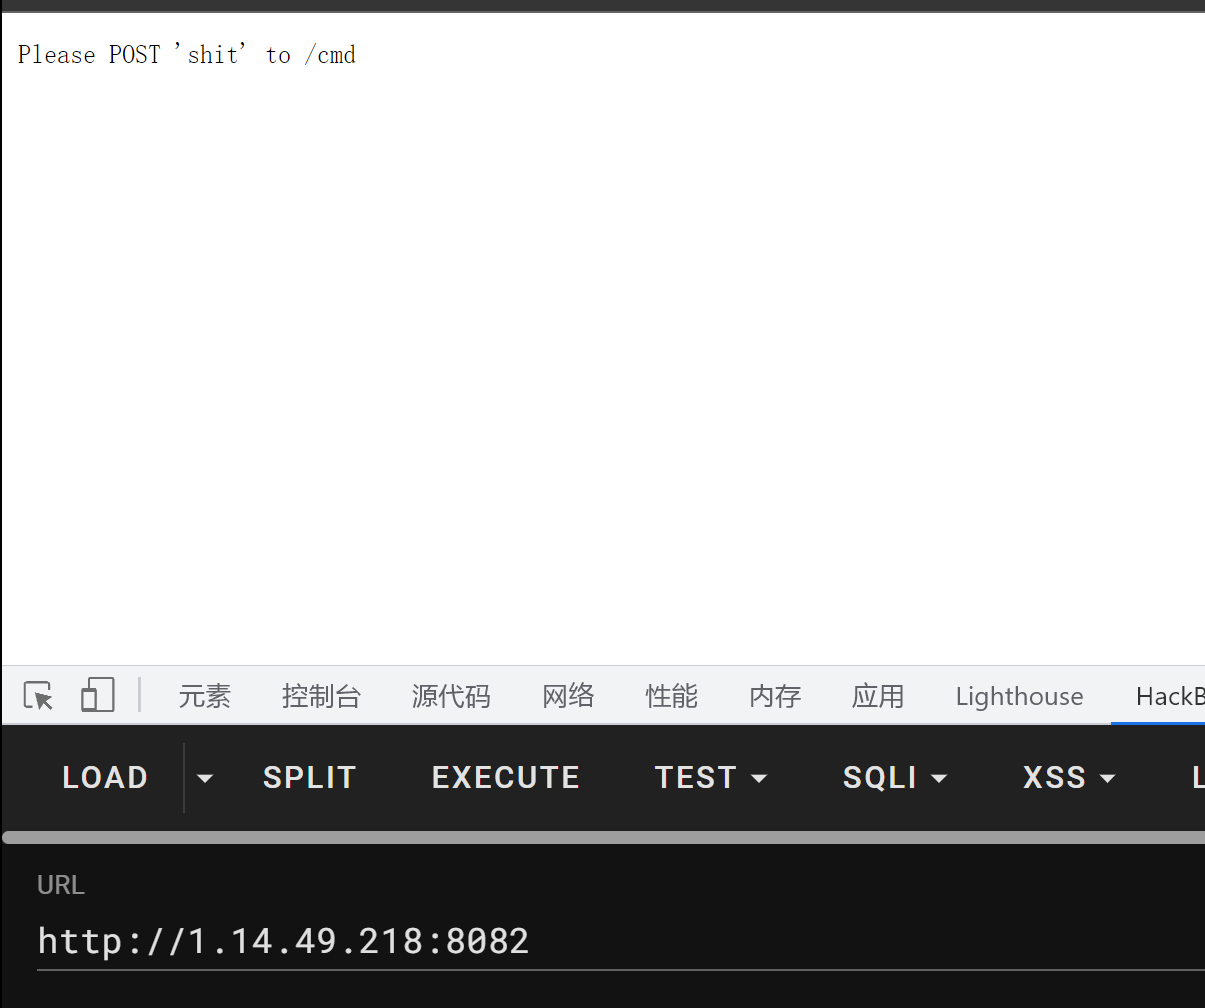 Please POST 'shit' to /cmd
元素 控制台 源代码 网络 性能 内存 应用 Lighthouse HackB
LOAD SPLIT EXECUTE TEST SQLI XSS L
URL
http://1.14.49.218:8082